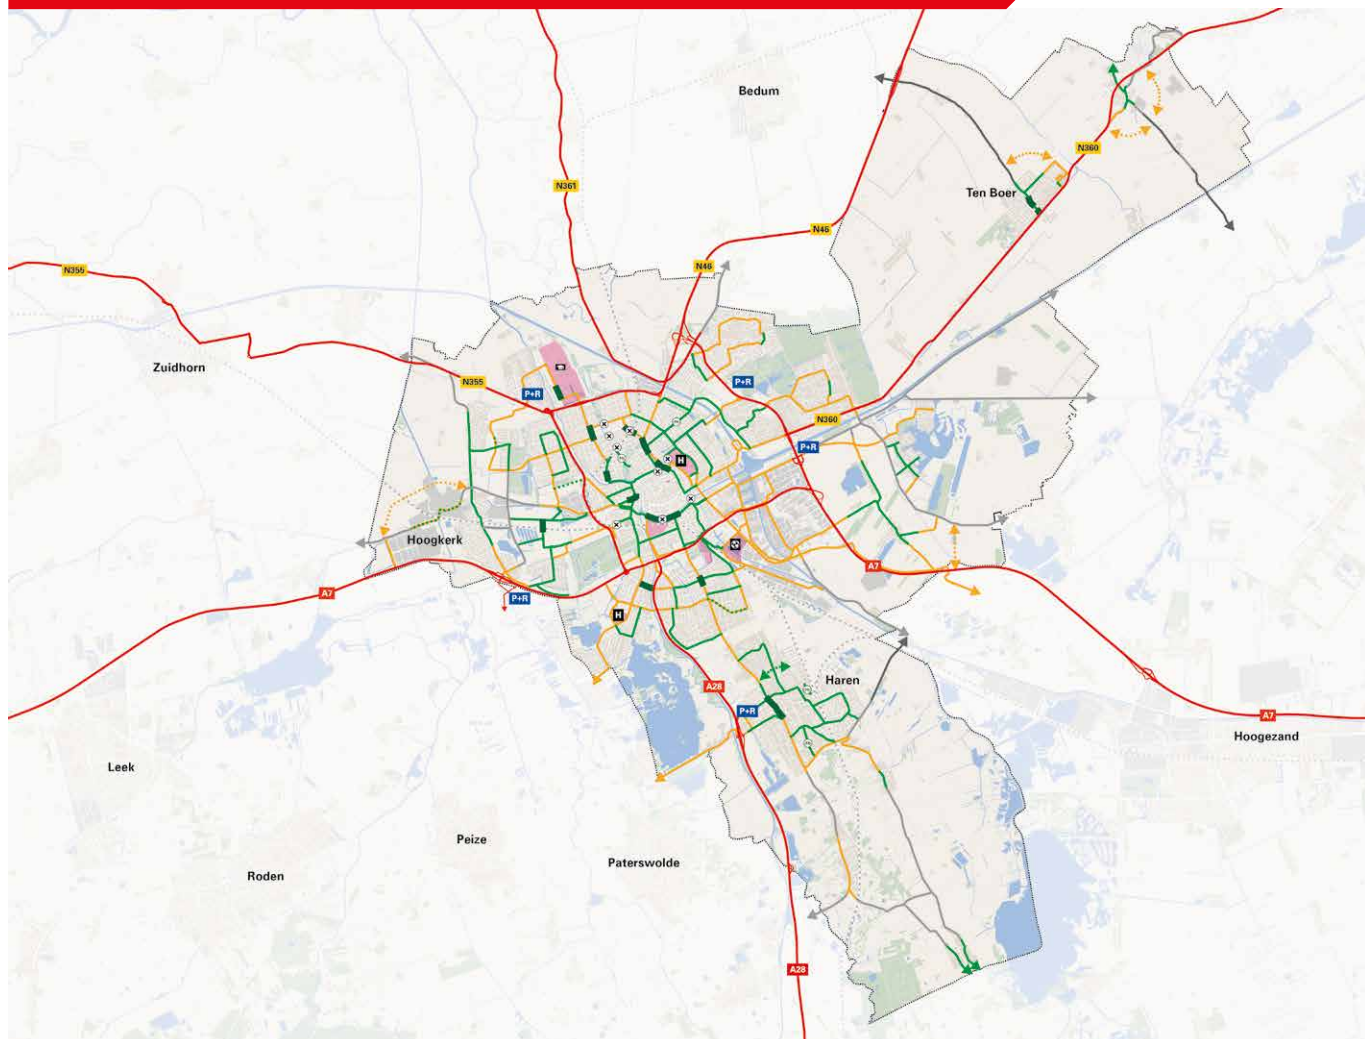 Bedum
N360
N361
Ten Boer
N46
N46
N355
Zuidhorn
N355
P+R
P+R
N360
P+R
H
Hoogkerk
A7
A7
P+R
H
Haren
A28
P+R
A7
Hoogezand
Leek
Peize
Paterswolde
Roden
A28